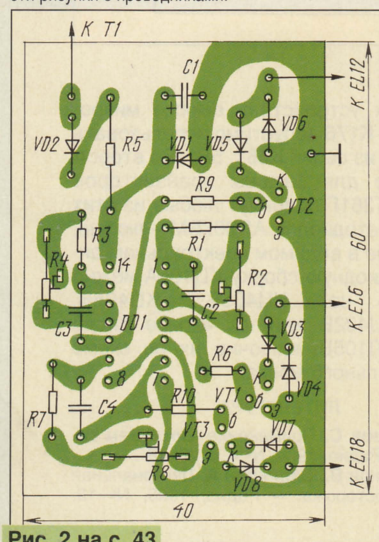 К Т1
К EL12
C1
VD2
R5
VD1
VD5
VD6
R9
К
б
VT2
Э
R1
R3
R4
14
1
R2
60
К EL6
C3
DD1
C2
VD3
8
7
R6
К
VD4
R7
C4
R10
VT1
б
Э
VT3
б
VD7
R8
Э
К
VD8
К EL18
40
Рис. 2 на с. 43